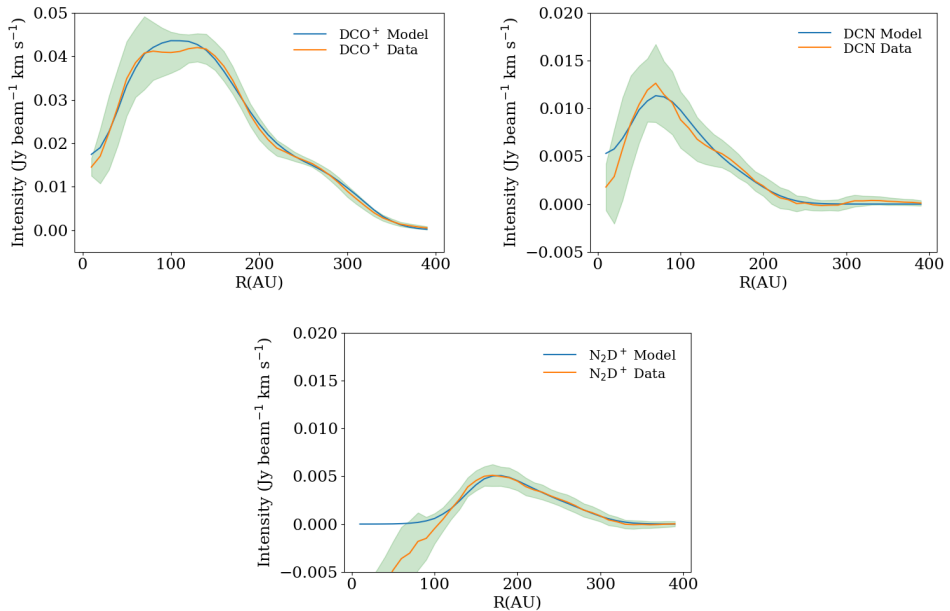 0.05
0.04
0.03
0.02
0.01
0.00
Intensity (Jy beam⁻¹ km s⁻¹)
DCO⁺ Model
DCO⁺ Data
0 100 200 300 400
R(AU)
0.020
0.015
0.010
0.005
0.000
−0.005
Intensity (Jy beam⁻¹ km s⁻¹)
DCN Model
DCN Data
0 100 200 300 400
R(AU)
0.020
0.015
0.010
0.005
0.000
−0.005
Intensity (Jy beam⁻¹ km s⁻¹)
N₂D⁺ Model
N₂D⁺ Data
0 100 200 300 400
R(AU)